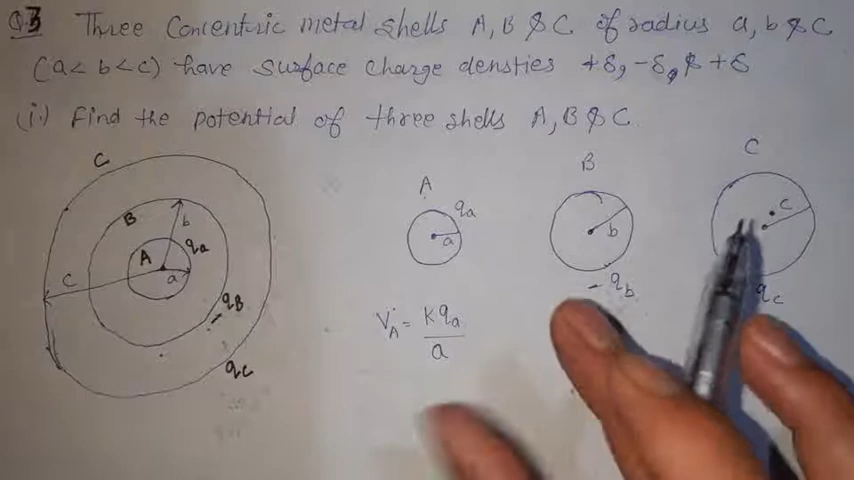 Q3 Three Concentric metal shells A, B & C of radius a, b & c
(a < b < c) have surface charge densties +δ, -δ, & +δ
(i) Find the potential of three shells A, B & C
C
B
b
A
qa
a
C
qB
qc
A
qa
a
B
b
- qb
C
c
qc
VA = Kqa
a